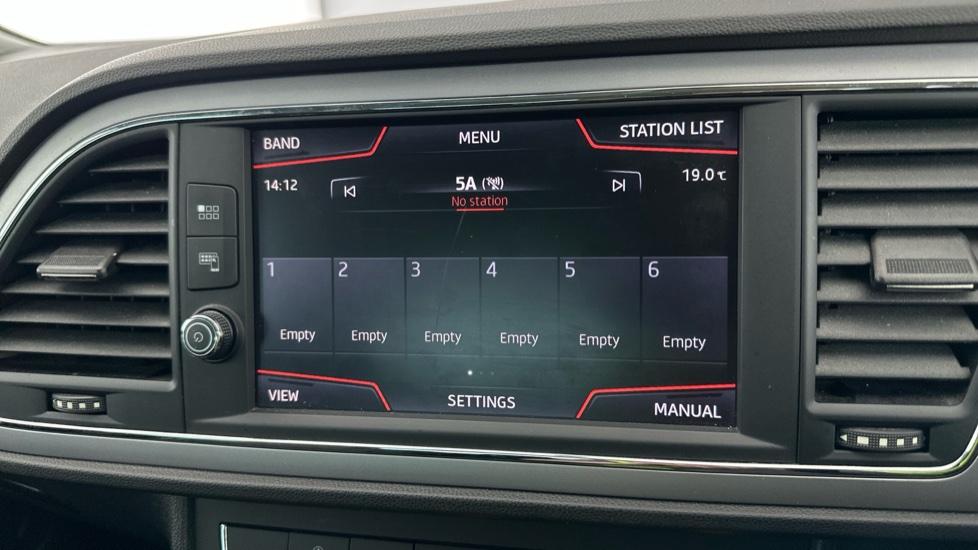 BAND MENU STATION LIST
14:12 5A 19.0℃
No station
1 2 3 4 5 6
Empty Empty Empty Empty Empty Empty
VIEW SETTINGS MANUAL